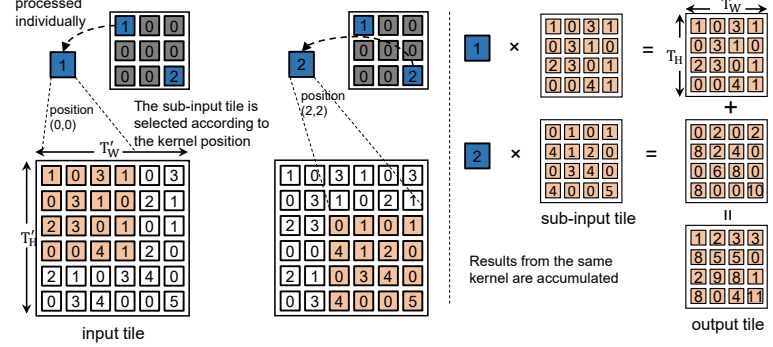 processed
individually
1 0 0
0 0 0
0 0 2
1
position
(0,0)
The sub-input tile is
selected according to
the kernel position
T'W
T'H
1 0 3 1 0 3
0 3 1 0 2 1
2 3 0 1 0 1
0 0 4 1 2 0
2 1 0 3 4 0
0 3 4 0 0 5
input tile
1 0 0
0 0 0
0 0 2
2
position
(2,2)
1 0 3 1 0 3
0 3 1 0 2 1
2 3 0 1 0 1
0 0 4 1 2 0
2 1 0 3 4 0
0 3 4 0 0 5
1 ×
1 0 3 1
0 3 1 0
2 3 0 1
0 0 4 1
=
TW
TH
1 0 3 1
0 3 1 0
2 3 0 1
0 0 4 1
+
2 ×
0 1 0 1
4 1 2 0
0 3 4 0
4 0 0 5
=
0 2 0 2
8 2 4 0
0 6 8 0
8 0 0 10
sub-input tile
=
Results from the same
kernel are accumulated
1 2 3 3
8 5 5 0
2 9 8 1
8 0 4 11
output tile